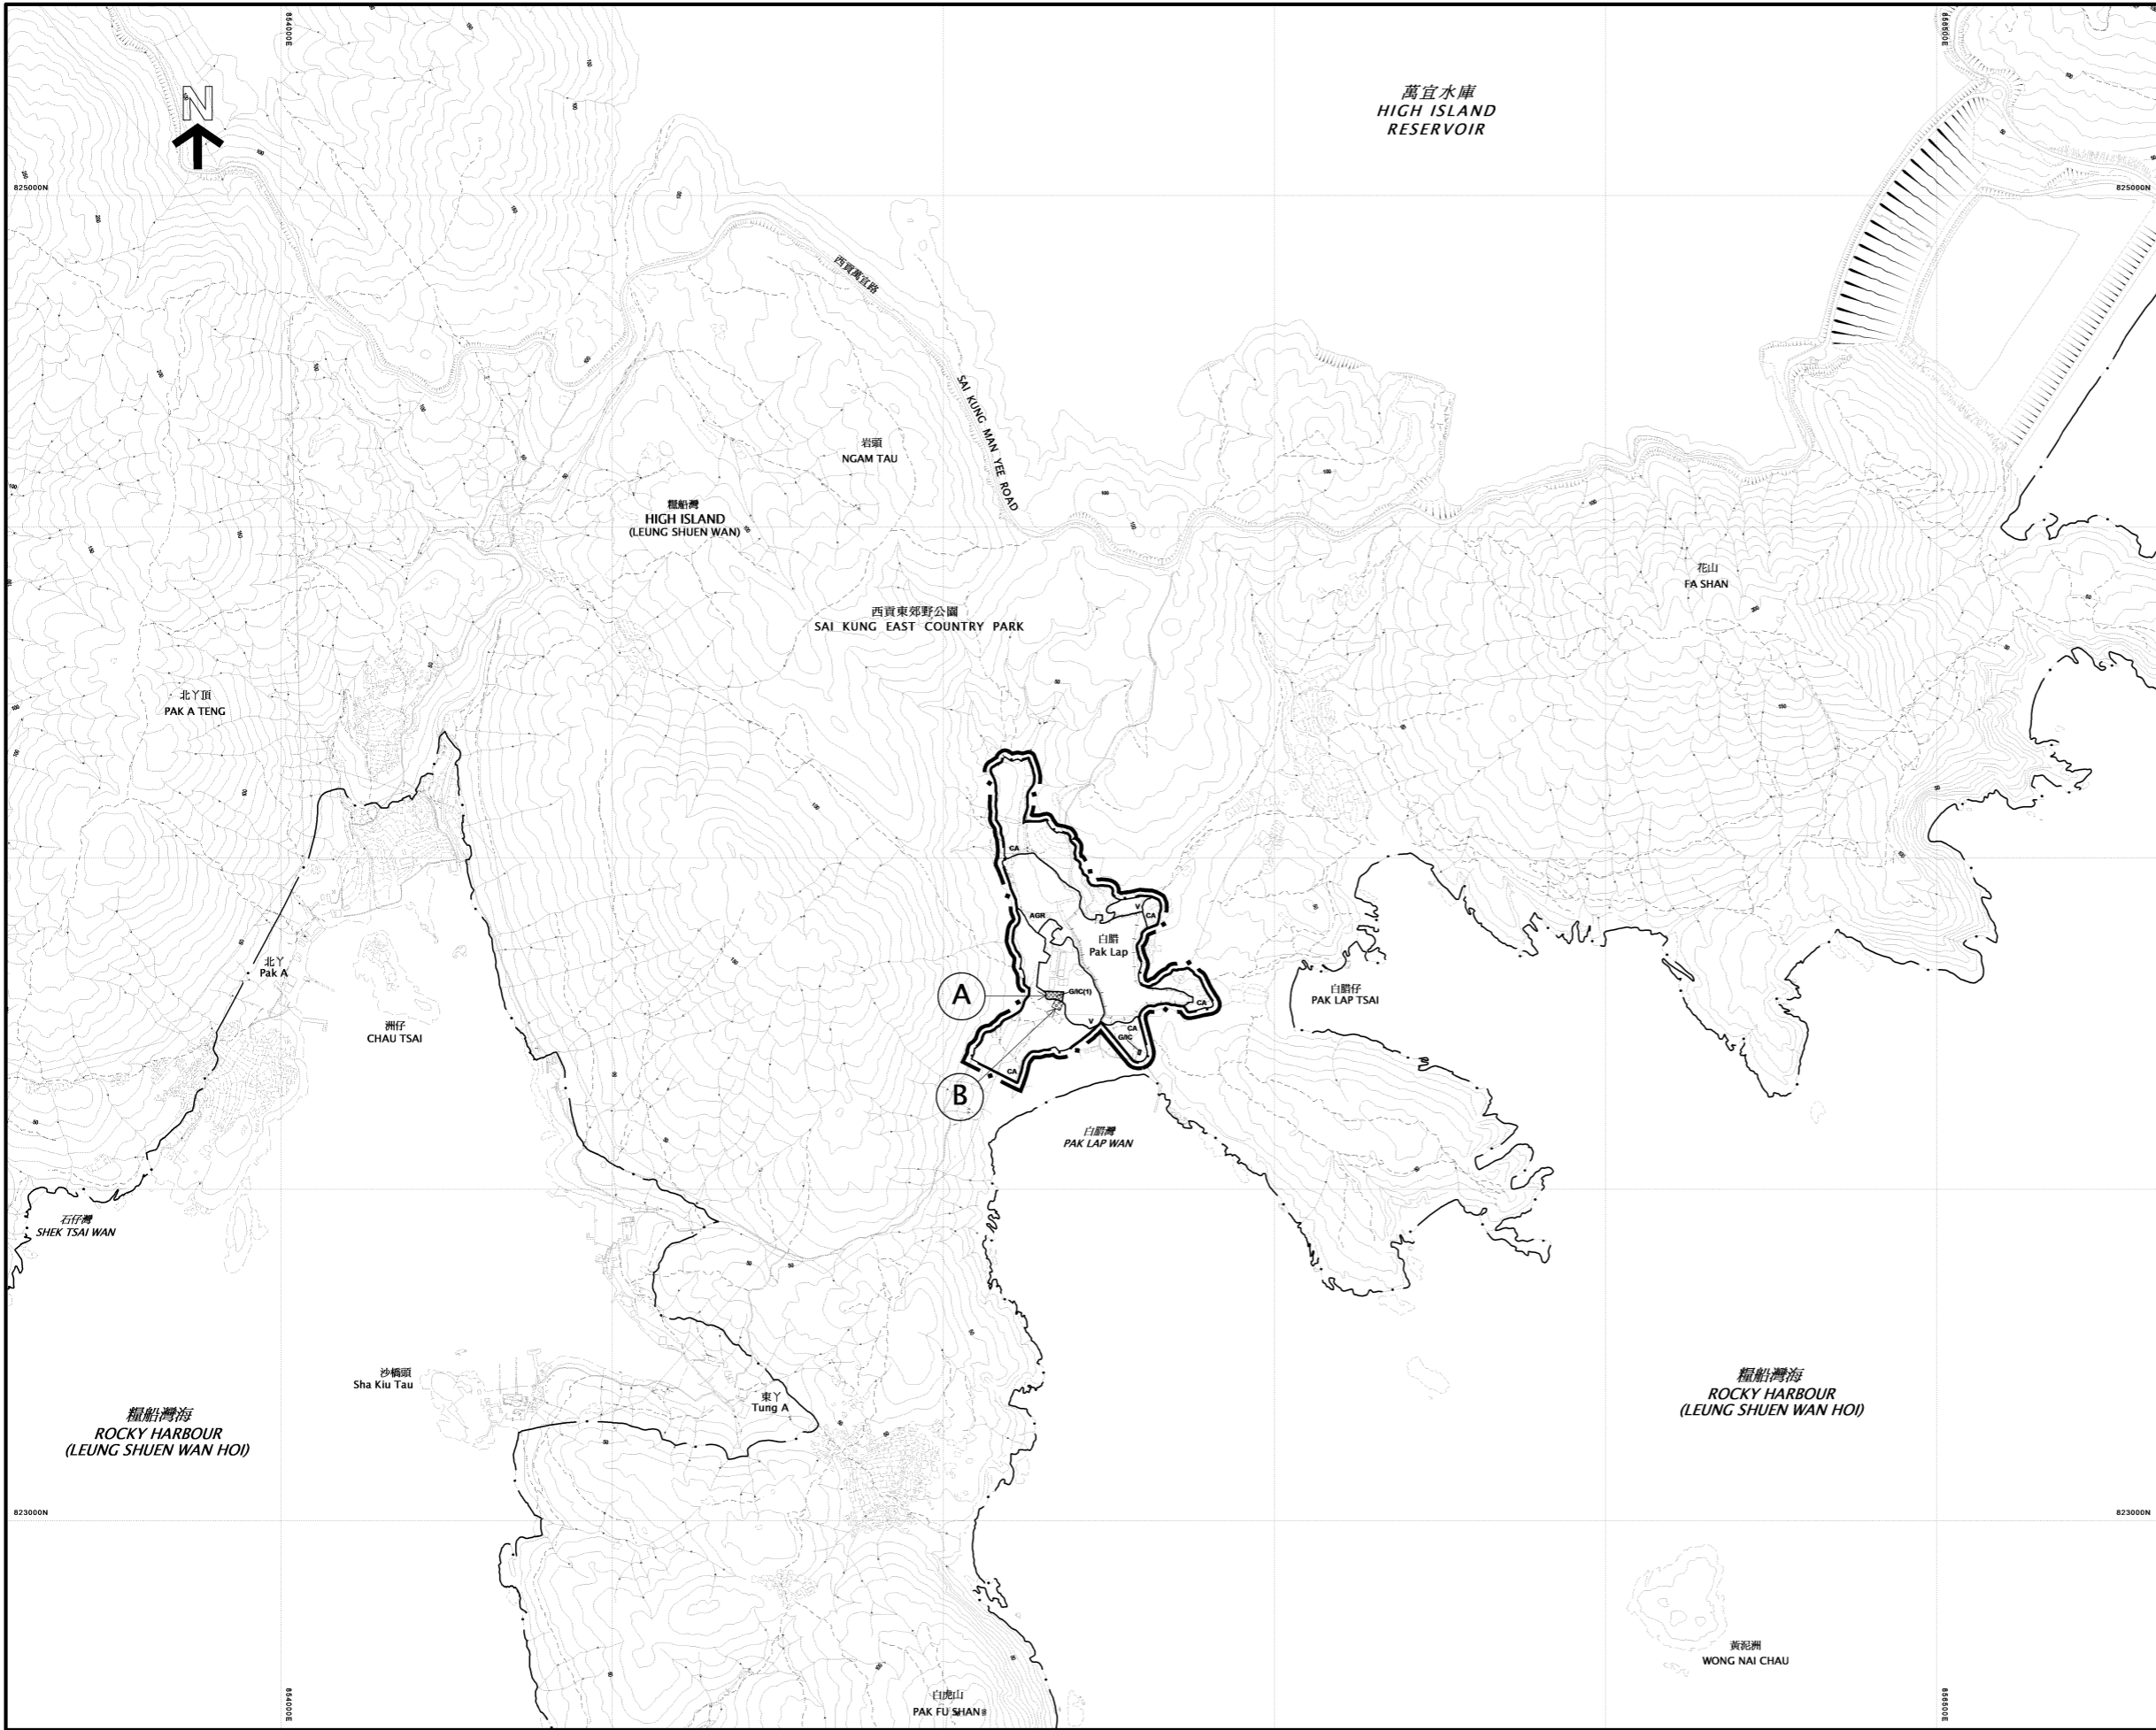 854000E
856500E
N
萬宜水庫
HIGH ISLAND
RESERVOIR
825000N
825000N
西貢萬宜路
SAI KUNG MAN YEE ROAD
岩頭
NGAM TAU
糧船灣
HIGH ISLAND
(LEUNG SHUEN WAN)
花山
FA SHAN
西貢東郊野公園
SAI KUNG EAST COUNTRY PARK
北丫頂
PAK A TENG
CA
AGR
V
CA
白腊
Pak Lap
北丫
Pak A
A
G/IC(1)
白腊仔
PAK LAP TSAI
CA
洲仔
CHAU TSAI
V
CA
G/IC
CA
B
白腊灣
PAK LAP WAN
石仔灣
SHEK TSAI WAN
沙橋頭
Sha Kiu Tau
東丫
Tung A
糧船灣海
ROCKY HARBOUR
(LEUNG SHUEN WAN HOI)
糧船灣海
ROCKY HARBOUR
(LEUNG SHUEN WAN HOI)
823000N
823000N
黃泥洲
WONG NAI CHAU
白虎山
PAK FU SHAN
854000E
856500E